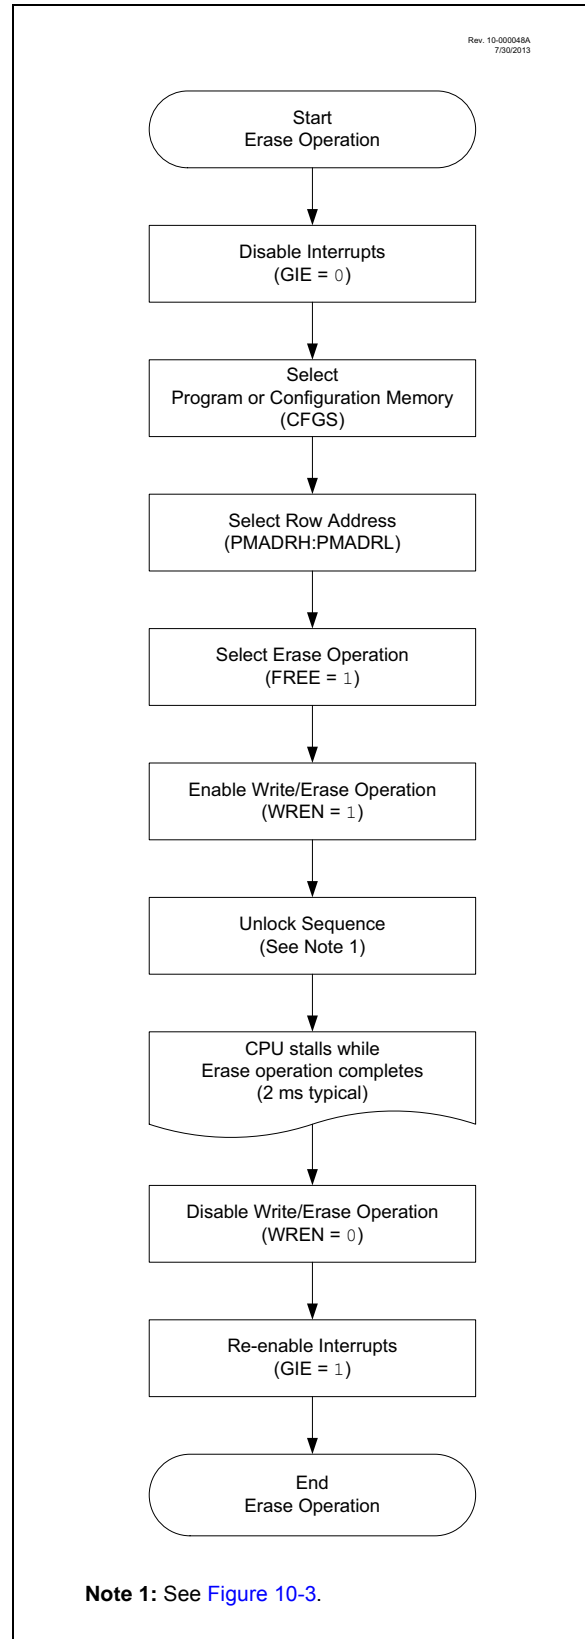 Rev. 10-000048A
7/30/2013
Start
Erase Operation
Disable Interrupts
(GIE = 0)
Select
Program or Configuration Memory
(CFGS)
Select Row Address
(PMADRH:PMADRL)
Select Erase Operation
(FREE = 1)
Enable Write/Erase Operation
(WREN = 1)
Unlock Sequence
(See Note 1)
CPU stalls while
Erase operation completes
(2 ms typical)
Disable Write/Erase Operation
(WREN = 0)
Re-enable Interrupts
(GIE = 1)
End
Erase Operation
Note 1: See Figure 10-3.